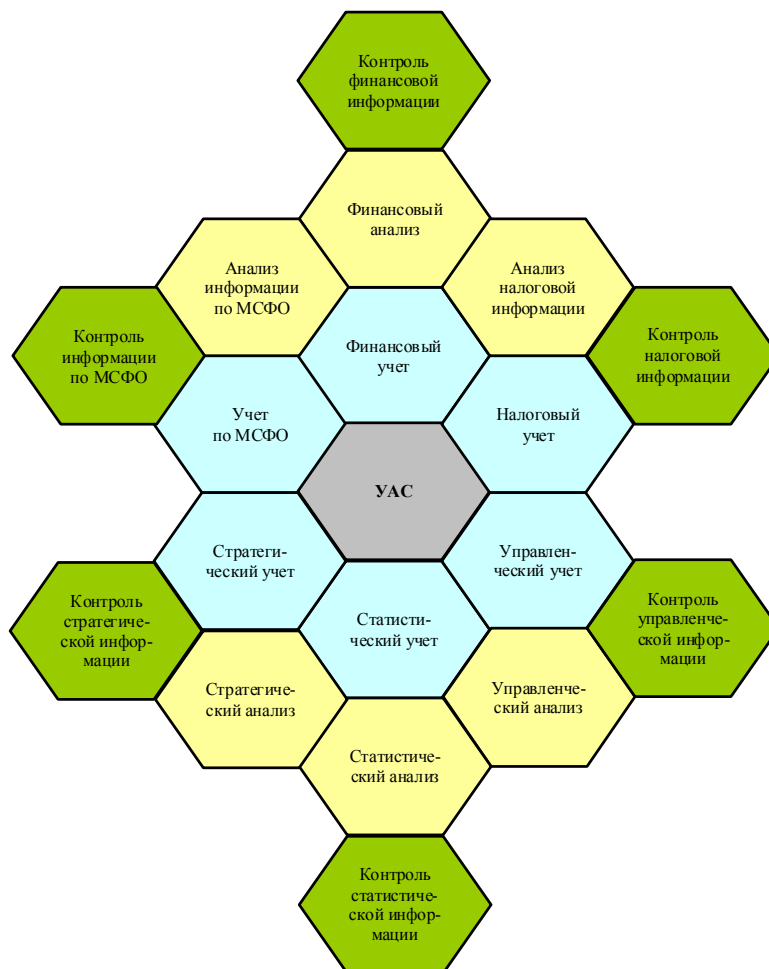 Контроль
финансовой
информации
Финансовый
анализ
Анализ
информации
по МСФО
Анализ
налоговой
информации
Контроль
информации
по МСФО
Финансовый
учет
Контроль
налоговой
информации
Учет
по МСФО
Налоговый
учет
УАС
Стратеги-
ческий учет
Управлен-
ческий учет
Контроль
стратегиче-
ской инфор-
мации
Статисти-
ческий учет
Контроль
управленче-
ской инфор-
мации
Стратегиче-
ский анализ
Управленче-
ский анализ
Статистиче-
ский анализ
Контроль
статистиче-
ской инфор-
мации